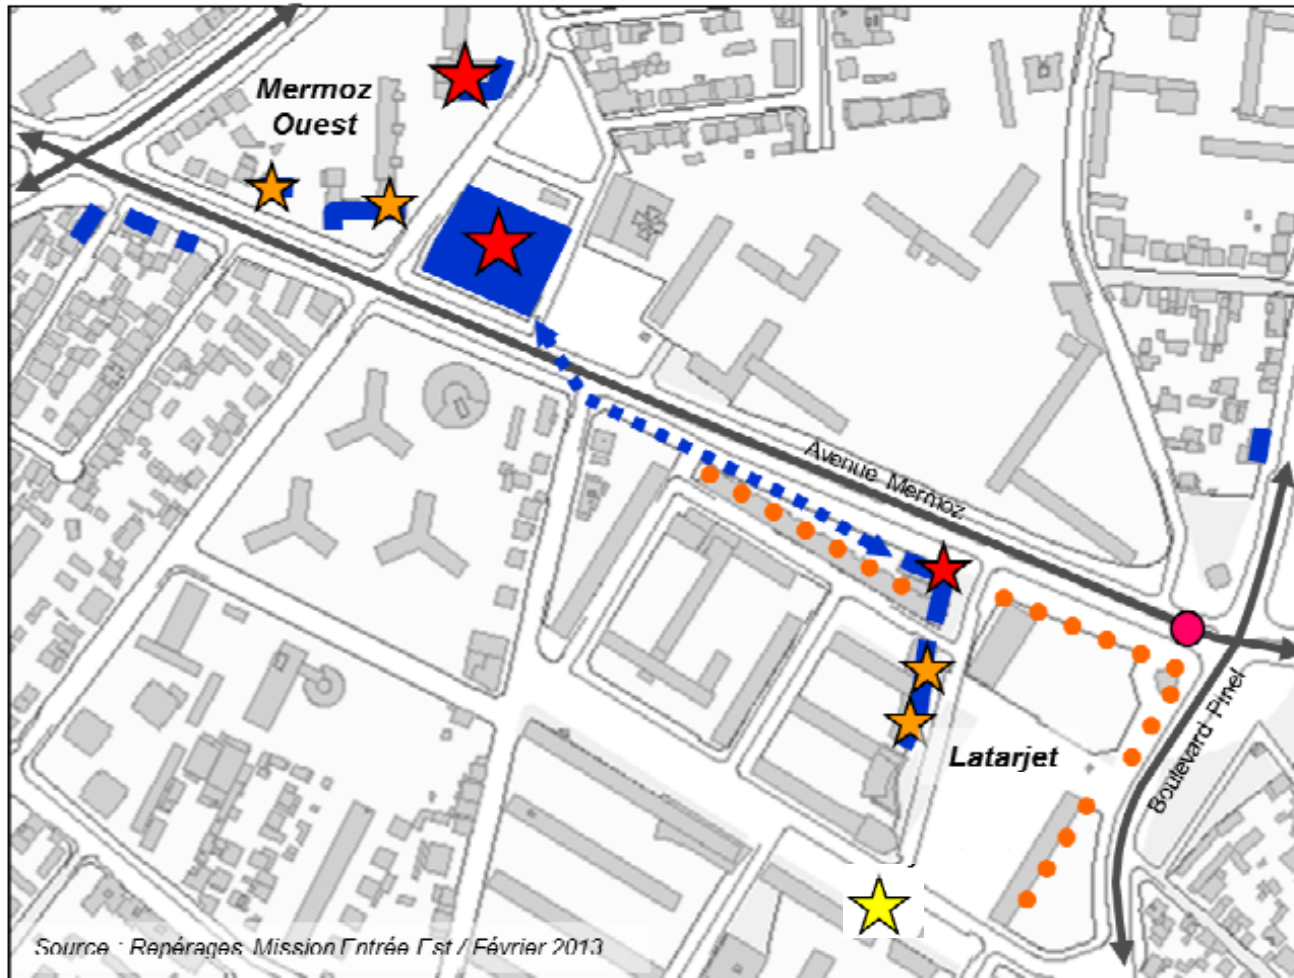 Mermoz
Ouest
Avenue Mermoz
Boulevard Pinel
Latarjet
Source : Repérages Mission Entrée Est / Février 2013